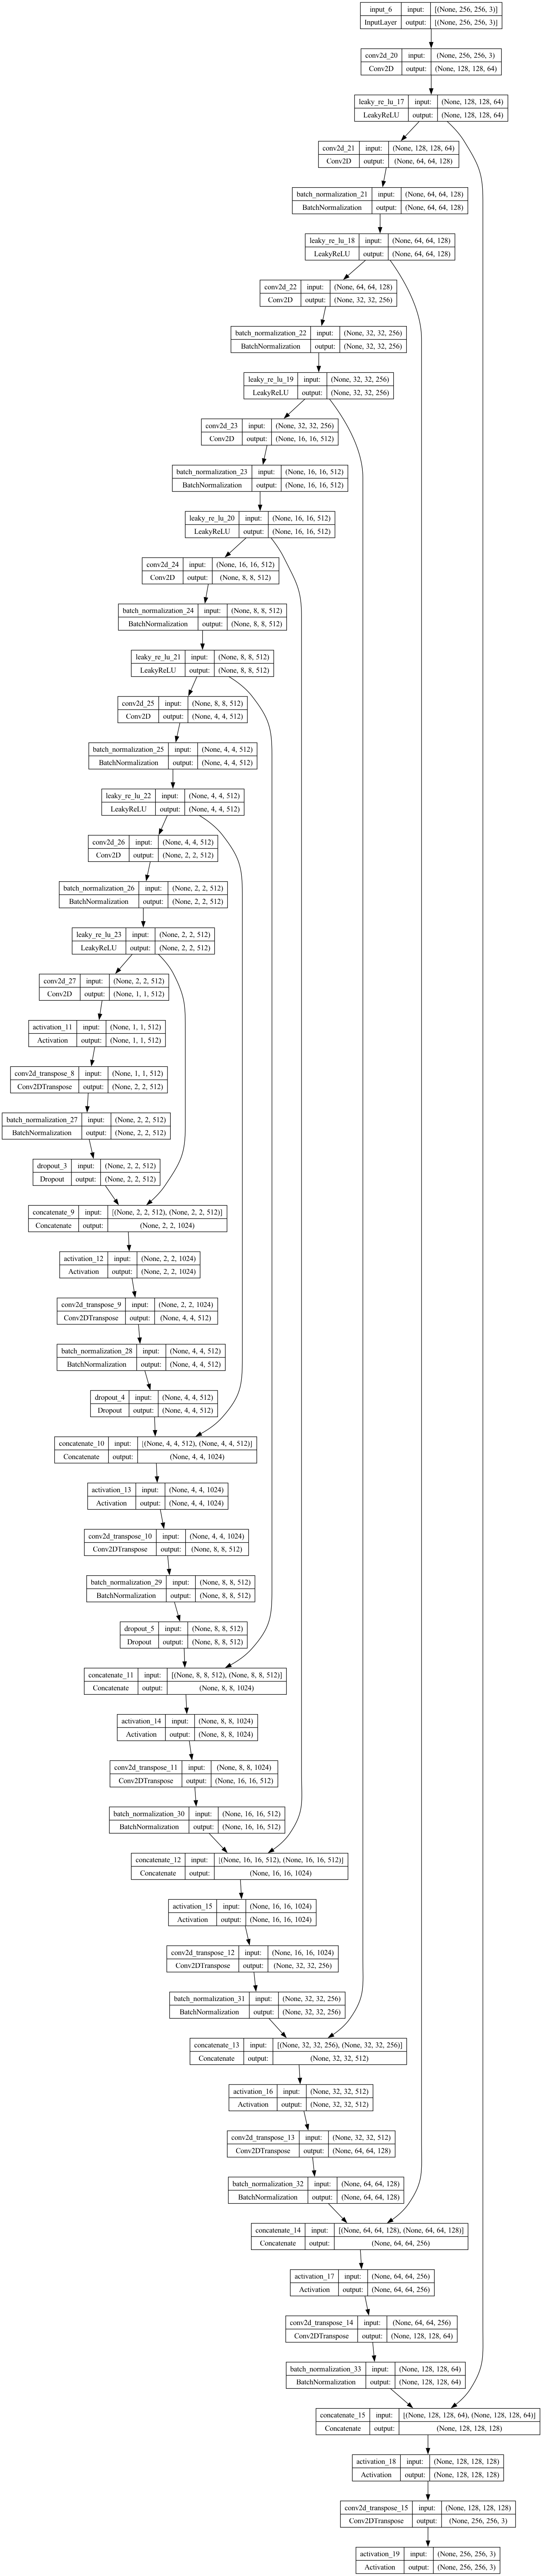 input_6 input: [(None, 256, 256, 3)]
InputLayer output: [(None, 256, 256, 3)]
conv2d_20 input: (None, 256, 256, 3)
Conv2D output: (None, 128, 128, 64)
leaky_re_lu_17 input: (None, 128, 128, 64)
LeakyReLU output: (None, 128, 128, 64)
conv2d_21 input: (None, 128, 128, 64)
Conv2D output: (None, 64, 64, 128)
batch_normalization_21 input: (None, 64, 64, 128)
BatchNormalization output: (None, 64, 64, 128)
leaky_re_lu_18 input: (None, 64, 64, 128)
LeakyReLU output: (None, 64, 64, 128)
conv2d_22 input: (None, 64, 64, 128)
Conv2D output: (None, 32, 32, 256)
batch_normalization_22 input: (None, 32, 32, 256)
BatchNormalization output: (None, 32, 32, 256)
leaky_re_lu_19 input: (None, 32, 32, 256)
LeakyReLU output: (None, 32, 32, 256)
conv2d_23 input: (None, 32, 32, 256)
Conv2D output: (None, 16, 16, 512)
batch_normalization_23 input: (None, 16, 16, 512)
BatchNormalization output: (None, 16, 16, 512)
leaky_re_lu_20 input: (None, 16, 16, 512)
LeakyReLU output: (None, 16, 16, 512)
conv2d_24 input: (None, 16, 16, 512)
Conv2D output: (None, 8, 8, 512)
batch_normalization_24 input: (None, 8, 8, 512)
BatchNormalization output: (None, 8, 8, 512)
leaky_re_lu_21 input: (None, 8, 8, 512)
LeakyReLU output: (None, 8, 8, 512)
conv2d_25 input: (None, 8, 8, 512)
Conv2D output: (None, 4, 4, 512)
batch_normalization_25 input: (None, 4, 4, 512)
BatchNormalization output: (None, 4, 4, 512)
leaky_re_lu_22 input: (None, 4, 4, 512)
LeakyReLU output: (None, 4, 4, 512)
conv2d_26 input: (None, 4, 4, 512)
Conv2D output: (None, 2, 2, 512)
batch_normalization_26 input: (None, 2, 2, 512)
BatchNormalization output: (None, 2, 2, 512)
leaky_re_lu_23 input: (None, 2, 2, 512)
LeakyReLU output: (None, 2, 2, 512)
conv2d_27 input: (None, 2, 2, 512)
Conv2D output: (None, 1, 1, 512)
activation_11 input: (None, 1, 1, 512)
Activation output: (None, 1, 1, 512)
conv2d_transpose_8 input: (None, 1, 1, 512)
Conv2DTranspose output: (None, 2, 2, 512)
batch_normalization_27 input: (None, 2, 2, 512)
BatchNormalization output: (None, 2, 2, 512)
dropout_3 input: (None, 2, 2, 512)
Dropout output: (None, 2, 2, 512)
concatenate_9 input: [(None, 2, 2, 512), (None, 2, 2, 512)]
Concatenate output: (None, 2, 2, 1024)
activation_12 input: (None, 2, 2, 1024)
Activation output: (None, 2, 2, 1024)
conv2d_transpose_9 input: (None, 2, 2, 1024)
Conv2DTranspose output: (None, 4, 4, 512)
batch_normalization_28 input: (None, 4, 4, 512)
BatchNormalization output: (None, 4, 4, 512)
dropout_4 input: (None, 4, 4, 512)
Dropout output: (None, 4, 4, 512)
concatenate_10 input: [(None, 4, 4, 512), (None, 4, 4, 512)]
Concatenate output: (None, 4, 4, 1024)
activation_13 input: (None, 4, 4, 1024)
Activation output: (None, 4, 4, 1024)
conv2d_transpose_10 input: (None, 4, 4, 1024)
Conv2DTranspose output: (None, 8, 8, 512)
batch_normalization_29 input: (None, 8, 8, 512)
BatchNormalization output: (None, 8, 8, 512)
dropout_5 input: (None, 8, 8, 512)
Dropout output: (None, 8, 8, 512)
concatenate_11 input: [(None, 8, 8, 512), (None, 8, 8, 512)]
Concatenate output: (None, 8, 8, 1024)
activation_14 input: (None, 8, 8, 1024)
Activation output: (None, 8, 8, 1024)
conv2d_transpose_11 input: (None, 8, 8, 1024)
Conv2DTranspose output: (None, 16, 16, 512)
batch_normalization_30 input: (None, 16, 16, 512)
BatchNormalization output: (None, 16, 16, 512)
concatenate_12 input: [(None, 16, 16, 512), (None, 16, 16, 512)]
Concatenate output: (None, 16, 16, 1024)
activation_15 input: (None, 16, 16, 1024)
Activation output: (None, 16, 16, 1024)
conv2d_transpose_12 input: (None, 16, 16, 1024)
Conv2DTranspose output: (None, 32, 32, 256)
batch_normalization_31 input: (None, 32, 32, 256)
BatchNormalization output: (None, 32, 32, 256)
concatenate_13 input: [(None, 32, 32, 256), (None, 32, 32, 256)]
Concatenate output: (None, 32, 32, 512)
activation_16 input: (None, 32, 32, 512)
Activation output: (None, 32, 32, 512)
conv2d_transpose_13 input: (None, 32, 32, 512)
Conv2DTranspose output: (None, 64, 64, 128)
batch_normalization_32 input: (None, 64, 64, 128)
BatchNormalization output: (None, 64, 64, 128)
concatenate_14 input: [(None, 64, 64, 128), (None, 64, 64, 128)]
Concatenate output: (None, 64, 64, 256)
activation_17 input: (None, 64, 64, 256)
Activation output: (None, 64, 64, 256)
conv2d_transpose_14 input: (None, 64, 64, 256)
Conv2DTranspose output: (None, 128, 128, 64)
batch_normalization_33 input: (None, 128, 128, 64)
BatchNormalization output: (None, 128, 128, 64)
concatenate_15 input: [(None, 128, 128, 64), (None, 128, 128, 64)]
Concatenate output: (None, 128, 128, 128)
activation_18 input: (None, 128, 128, 128)
Activation output: (None, 128, 128, 128)
conv2d_transpose_15 input: (None, 128, 128, 128)
Conv2DTranspose output: (None, 256, 256, 3)
activation_19 input: (None, 256, 256, 3)
Activation output: (None, 256, 256, 3)